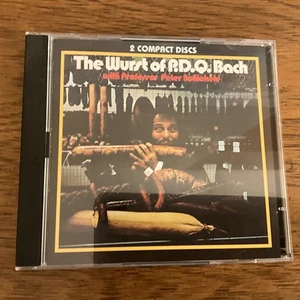 2 COMPACT DISCS
The Wurst of P.D.Q. Bach
with Professor Peter Schickele